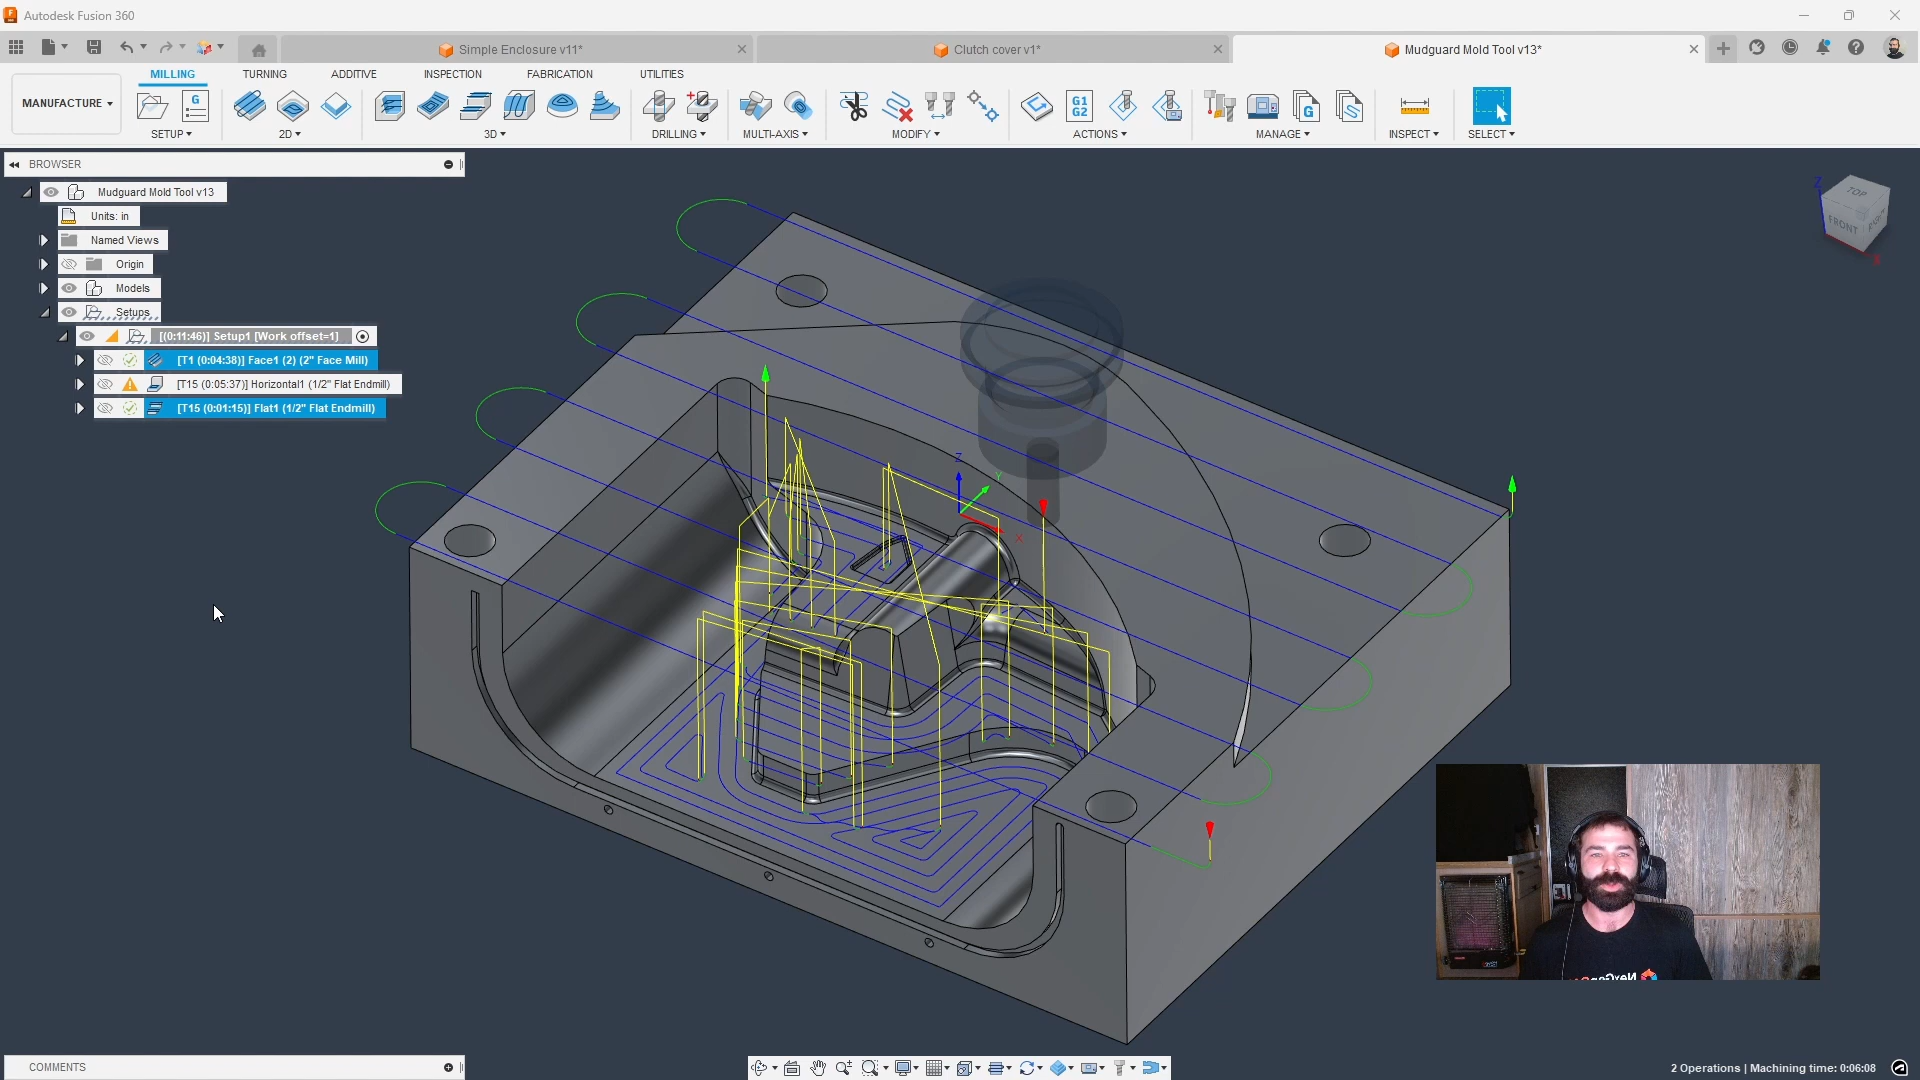 Autodesk Fusion 360
Simple Enclosure v11*
Clutch cover v1*
Mudguard Mold Tool v13*
MILLING
TURNING
ADDITIVE
INSPECTION
FABRICATION
UTILITIES
MANUFACTURE
G
G1
G2
G
SETUP
2D
3D
DRILLING
MULTI-AXIS
MODIFY
ACTIONS
MANAGE
INSPECT
SELECT
BROWSER
Mudguard Mold Tool v13
Units: in
Named Views
Origin
Models
Setups
[(0:11:46)] Setup1 [Work offset=1]
[T1 (0:04:38)] Face1 (2) (2" Face Mill)
[T15 (0:05:37)] Horizontal1 (1/2" Flat Endmill)
[T15 (0:01:15)] Flat1 (1/2" Flat Endmill)
Z
TOP
FRONT
X
Z
Y
X
COMMENTS
2 Operations | Machining time: 0:06:08